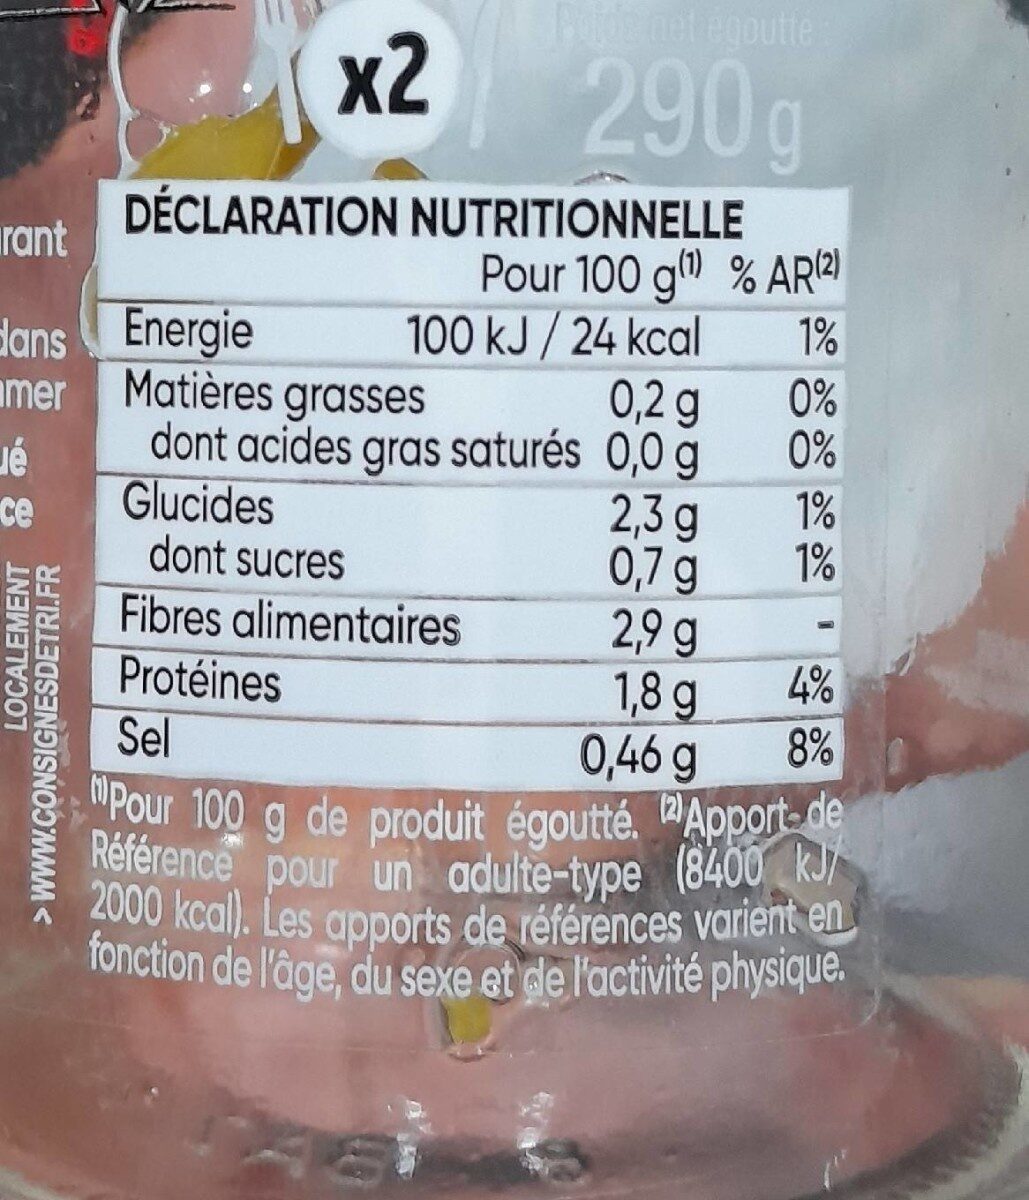 x2
net égoutté
290g
DÉCLARATION NUTRITIONNELLE
Pour 100 g(1) % AR(2)
Energie 100 kJ / 24 kcal 1%
Matières grasses 0,2 g 0%
dont acides gras saturés 0,0 g 0%
Glucides 2,3 g 1%
dont sucres 0,7 g 1%
Fibres alimentaires 2,9 g -
Protéines 1,8 g 4%
Sel 0,46 g 8%
(1)Pour 100 g de produit égoutté. (2)Apport de
Référence pour un adulte-type (8400 kJ/
2000 kcal). Les apports de références varient en
fonction de l'âge, du sexe et de l'activité physique.
rant
dans
mer
ué
ce
LOCALEMENT
> WWW.CONSIGNESDETRI.FR